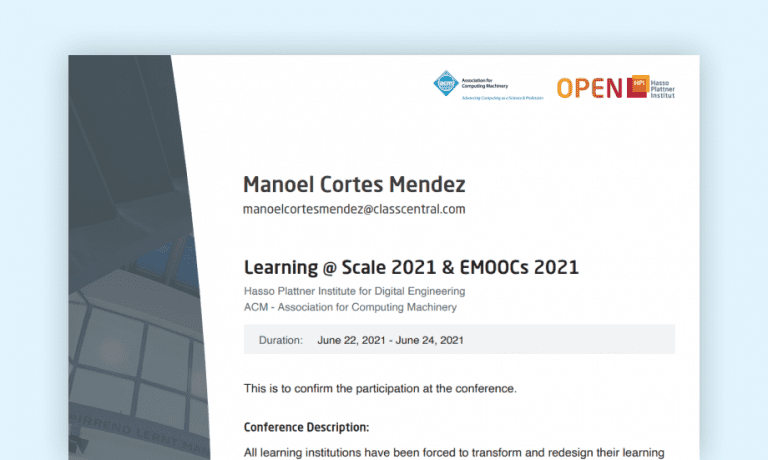 acm
Association for
Computing Machinery
Advancing Computing as a Science & Profession
OPEN
HPI
Hasso
Plattner
Institut
Manoel Cortes Mendez
manoelcortesmendez@classcentral.com
Learning @ Scale 2021 & EMOOCs 2021
Hasso Plattner Institute for Digital Engineering
ACM - Association for Computing Machinery
Duration: June 22, 2021 - June 24, 2021
This is to confirm the participation at the conference.
Conference Description:
All learning institutions have been forced to transform and redesign their learning